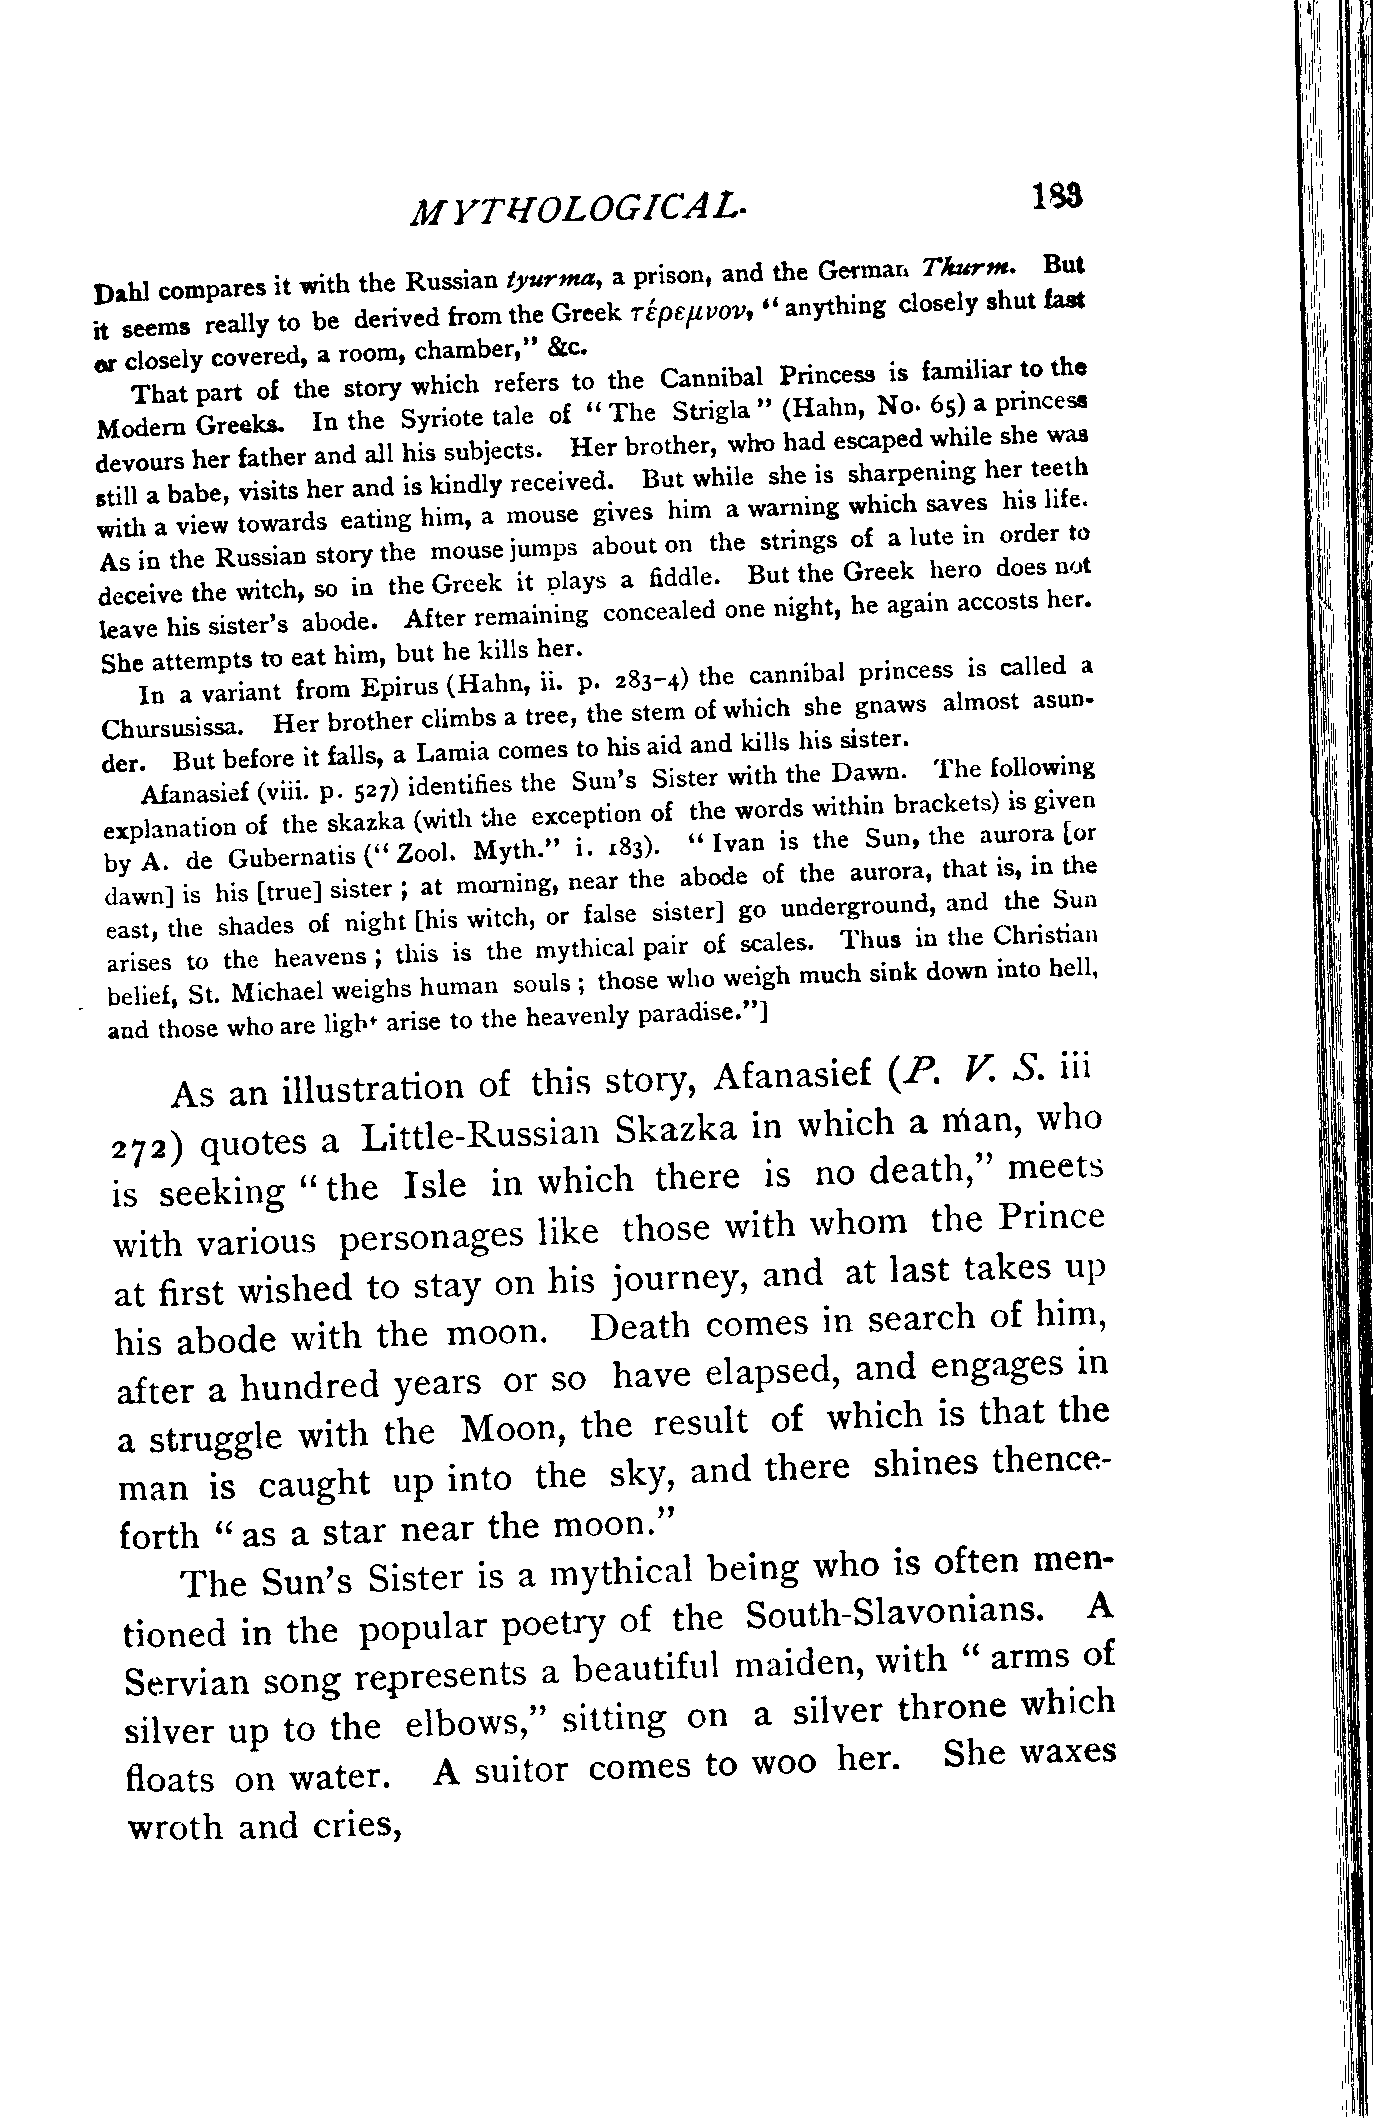 MYTHOLOGICAL. 183
Dahl compares it with the Russian tyurma, a prison, and the German Thurm. But
it seems really to be derived from the Greek τέρεμνον, “anything closely shut fast
or closely covered, a room, chamber,” &c.
That part of the story which refers to the Cannibal Princess is familiar to the
Modern Greeks. In the Syriote tale of “The Strigla” (Hahn, No. 65) a princess
devours her father and all his subjects. Her brother, who had escaped while she was
still a babe, visits her and is kindly received. But while she is sharpening her teeth
with a view towards eating him, a mouse gives him a warning which saves his life.
As in the Russian story the mouse jumps about on the strings of a lute in order to
deceive the witch, so in the Greek it plays a fiddle. But the Greek hero does not
leave his sister’s abode. After remaining concealed one night, he again accosts her.
She attempts to eat him, but he kills her.
In a variant from Epirus (Hahn, ii. p. 283-4) the cannibal princess is called a
Chursusissa. Her brother climbs a tree, the stem of which she gnaws almost asun-
der. But before it falls, a Lamia comes to his aid and kills his sister.
Afanasief (viii. p. 527) identifies the Sun’s Sister with the Dawn. The following
explanation of the skazka (with the exception of the words within brackets) is given
by A. de Gubernatis (“Zool. Myth.” i. 183). “Ivan is the Sun, the aurora [or
dawn] is his [true] sister; at morning, near the abode of the aurora, that is, in the
east, the shades of night [his witch, or false sister] go underground, and the Sun
arises to the heavens; this is the mythical pair of scales. Thus in the Christian
belief, St. Michael weighs human souls; those who weigh much sink down into hell,
and those who are light arise to the heavenly paradise.”]
As an illustration of this story, Afanasief (P. V. S. iii
272) quotes a Little-Russian Skazka in which a man, who
is seeking “the Isle in which there is no death,” meets
with various personages like those with whom the Prince
at first wished to stay on his journey, and at last takes up
his abode with the moon. Death comes in search of him,
after a hundred years or so have elapsed, and engages in
a struggle with the Moon, the result of which is that the
man is caught up into the sky, and there shines thence-
forth “as a star near the moon.”
The Sun’s Sister is a mythical being who is often men-
tioned in the popular poetry of the South-Slavonians. A
Servian song represents a beautiful maiden, with “arms of
silver up to the elbows,” sitting on a silver throne which
floats on water. A suitor comes to woo her. She waxes
wroth and cries,